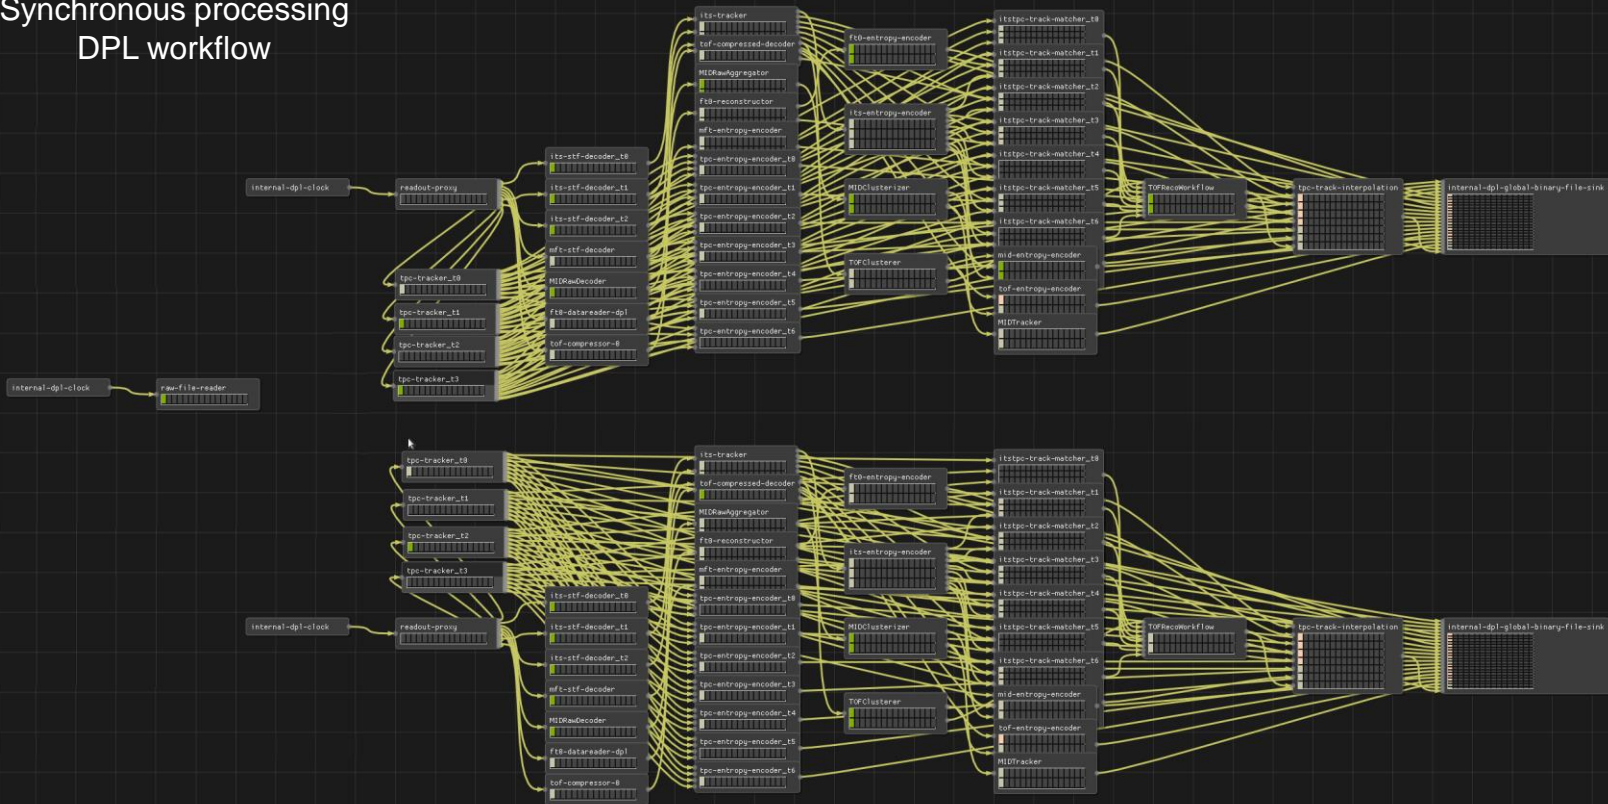 Synchronous processing
DPL workflow
internal-dpl-clock
readout-proxy
tpc-tracker_t0
tpc-tracker_t1
tpc-tracker_t2
tpc-tracker_t3
internal-dpl-clock
raw-file-reader
its-stf-decoder_t0
its-stf-decoder_t1
its-stf-decoder_t2
mft-stf-decoder
MIDRawDecoder
ft0-datareader-dpl
tof-compressor-0
its-tracker
tof-compressed-decoder
MIDRawAggregator
ft0-reconstructor
mft-entropy-encoder
tpc-entropy-encoder_t0
tpc-entropy-encoder_t1
tpc-entropy-encoder_t2
tpc-entropy-encoder_t3
tpc-entropy-encoder_t4
tpc-entropy-encoder_t5
tpc-entropy-encoder_t6
ft0-entropy-encoder
its-entropy-encoder
MIDClusterizer
TOFClusterer
itstpc-track-matcher_t0
itstpc-track-matcher_t1
itstpc-track-matcher_t2
itstpc-track-matcher_t3
itstpc-track-matcher_t4
itstpc-track-matcher_t5
itstpc-track-matcher_t6
mid-entropy-encoder
tof-entropy-encoder
MIDTracker
TOFRecoWorkflow
tpc-track-interpolation
internal-dpl-global-binary-file-sink
tpc-tracker_t0
tpc-tracker_t1
tpc-tracker_t2
tpc-tracker_t3
internal-dpl-clock
readout-proxy
its-stf-decoder_t0
its-stf-decoder_t1
its-stf-decoder_t2
mft-stf-decoder
MIDRawDecoder
ft0-datareader-dpl
tof-compressor-0
its-tracker
tof-compressed-decoder
MIDRawAggregator
ft0-reconstructor
mft-entropy-encoder
tpc-entropy-encoder_t0
tpc-entropy-encoder_t1
tpc-entropy-encoder_t2
tpc-entropy-encoder_t3
tpc-entropy-encoder_t4
tpc-entropy-encoder_t5
tpc-entropy-encoder_t6
ft0-entropy-encoder
its-entropy-encoder
MIDClusterizer
TOFClusterer
itstpc-track-matcher_t0
itstpc-track-matcher_t1
itstpc-track-matcher_t2
itstpc-track-matcher_t3
itstpc-track-matcher_t4
itstpc-track-matcher_t5
itstpc-track-matcher_t6
mid-entropy-encoder
tof-entropy-encoder
MIDTracker
TOFRecoWorkflow
tpc-track-interpolation
internal-dpl-global-binary-file-sink